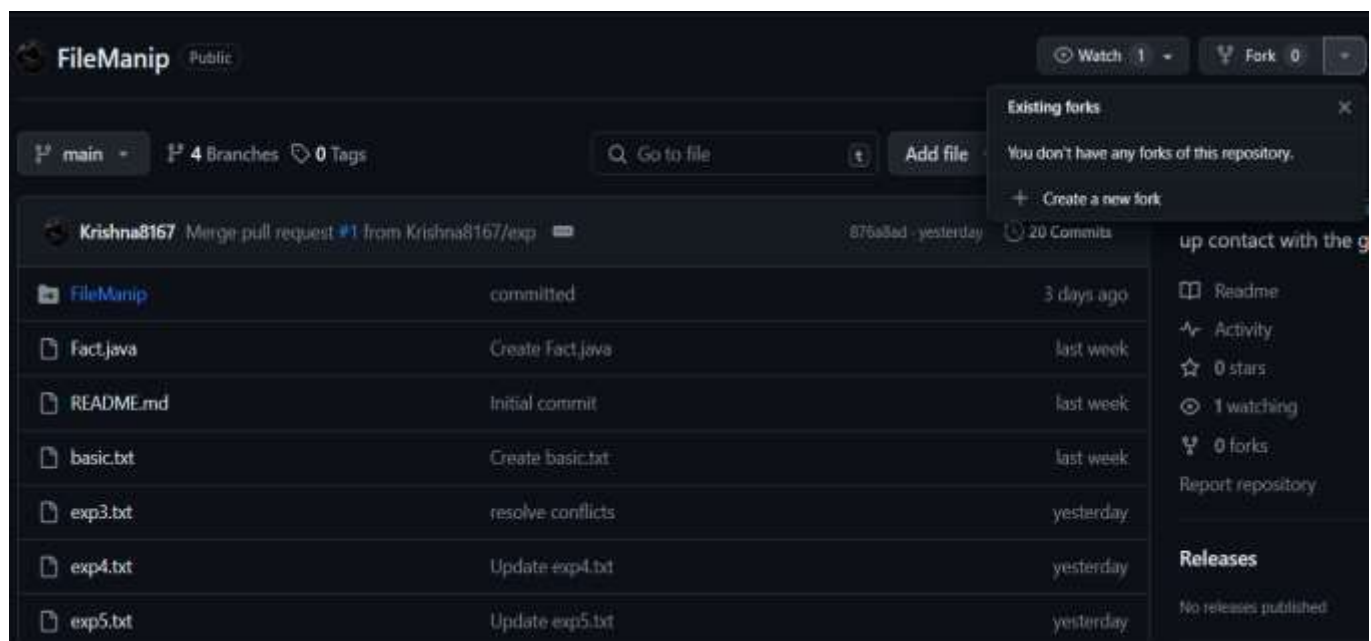 FileManip Public
Watch 1
Fork 0
Existing forks
You don't have any forks of this repository.
Create a new fork
main
4 Branches
0 Tags
Go to file
t
Add file
Krishna8167 Merge pull request #1 from Krishna8167/exp
876a8ad · yesterday
20 Commits
FileManip committed 3 days ago
Fact.java Create Fact.java last week
README.md Initial commit last week
basic.txt Create basic.txt last week
exp3.txt resolve conflicts yesterday
exp4.txt Update exp4.txt yesterday
exp5.txt Update exp5.txt yesterday
up contact with the g
Readme
Activity
0 stars
1 watching
0 forks
Report repository
Releases
No releases published